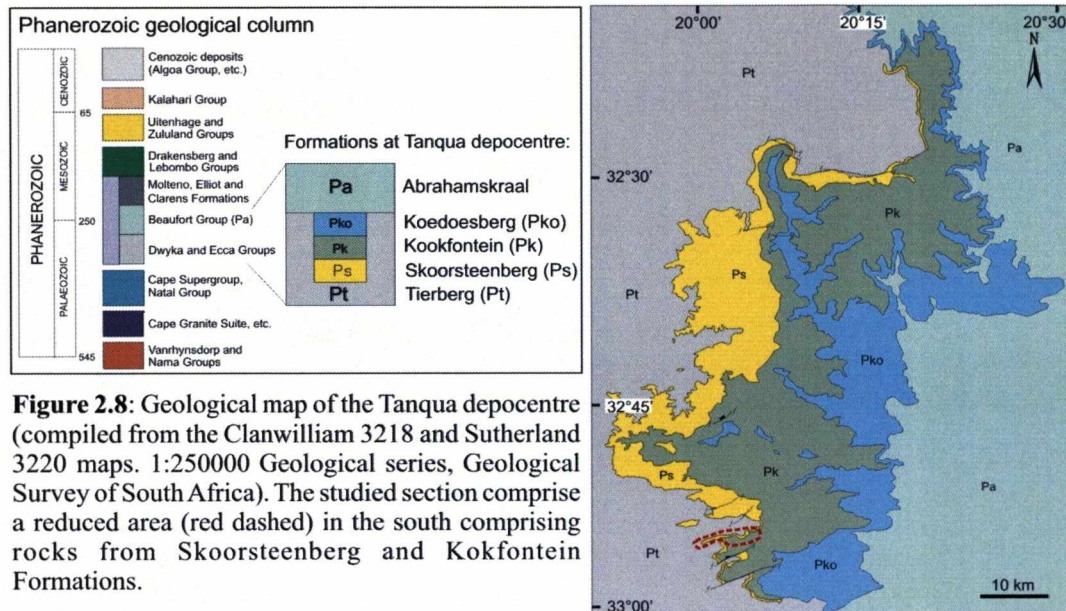 Phanerozoic geological column
PHANEROZOIC
CENOZOIC
MESOZOIC
PALAEOZOIC
65
250
545
Cenozoic deposits
(Algoa Group, etc.)
Kalahari Group
Uitenhage and
Zululand Groups
Drakensberg and
Lebombo Groups
Molteno, Elliot and
Clarens Formations
Beaufort Group (Pa)
Dwyka and Ecca Groups
Cape Supergroup,
Natal Group
Cape Granite Suite, etc.
Vanrhynsdorp and
Nama Groups
Formations at Tanqua depocentre:
Pa Abrahamskraal
Pko Koedoesberg (Pko)
Pk Kookfontein (Pk)
Ps Skoorsteenberg (Ps)
Pt Tierberg (Pt)
Figure 2.8: Geological map of the Tanqua depocentre
(compiled from the Clanwilliam 3218 and Sutherland
3220 maps. 1:250000 Geological series, Geological
Survey of South Africa). The studied section comprise
a reduced area (red dashed) in the south comprising
rocks from Skoorsteenberg and Kokfontein
Formations.
20°00' 20°15' 20°30'
N
Pt
Pa
32°30'
Pk
Ps
Pt
Pko
32°45'
Pk
Ps
Pa
Pt
Pko
10 km
33°00'